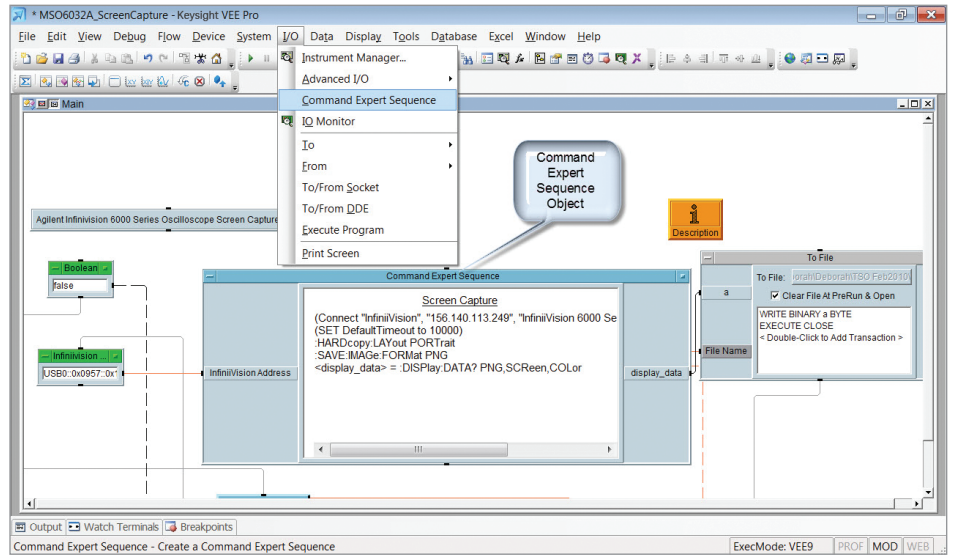 * MSO6032A_ScreenCapture - Keysight VEE Pro
File Edit View Debug Flow Device System I/O Data Display Tools Database Excel Window Help
Instrument Manager...
Advanced I/O
Command Expert Sequence
IO Monitor
To
From
To/From Socket
To/From DDE
Execute Program
Print Screen
Main
Command
Expert
Sequence
Object
Agilent Infinivision 6000 Series Oscilloscope Screen Capture
Description
Boolean
false
Infiniivision ...
USB0::0x0957::0x1
Command Expert Sequence
InfiniiVision Address
Screen Capture
(Connect "InfiniiVision", "156.140.113.249", "InfiniiVision 6000 Se
(SET DefaultTimeout to 10000)
:HARDcopy:LAYout PORTrait
:SAVE:IMAGe:FORMat PNG
<display_data> = :DISPlay:DATA? PNG,SCReen,COLor
display_data
To File
To File: orah\Deborah\TSO Feb2010\
a
Clear File At PreRun & Open
File Name
WRITE BINARY a BYTE
EXECUTE CLOSE
< Double-Click to Add Transaction >
Output Watch Terminals Breakpoints
Command Expert Sequence - Create a Command Expert Sequence
ExecMode: VEE9 PROF MOD WEB